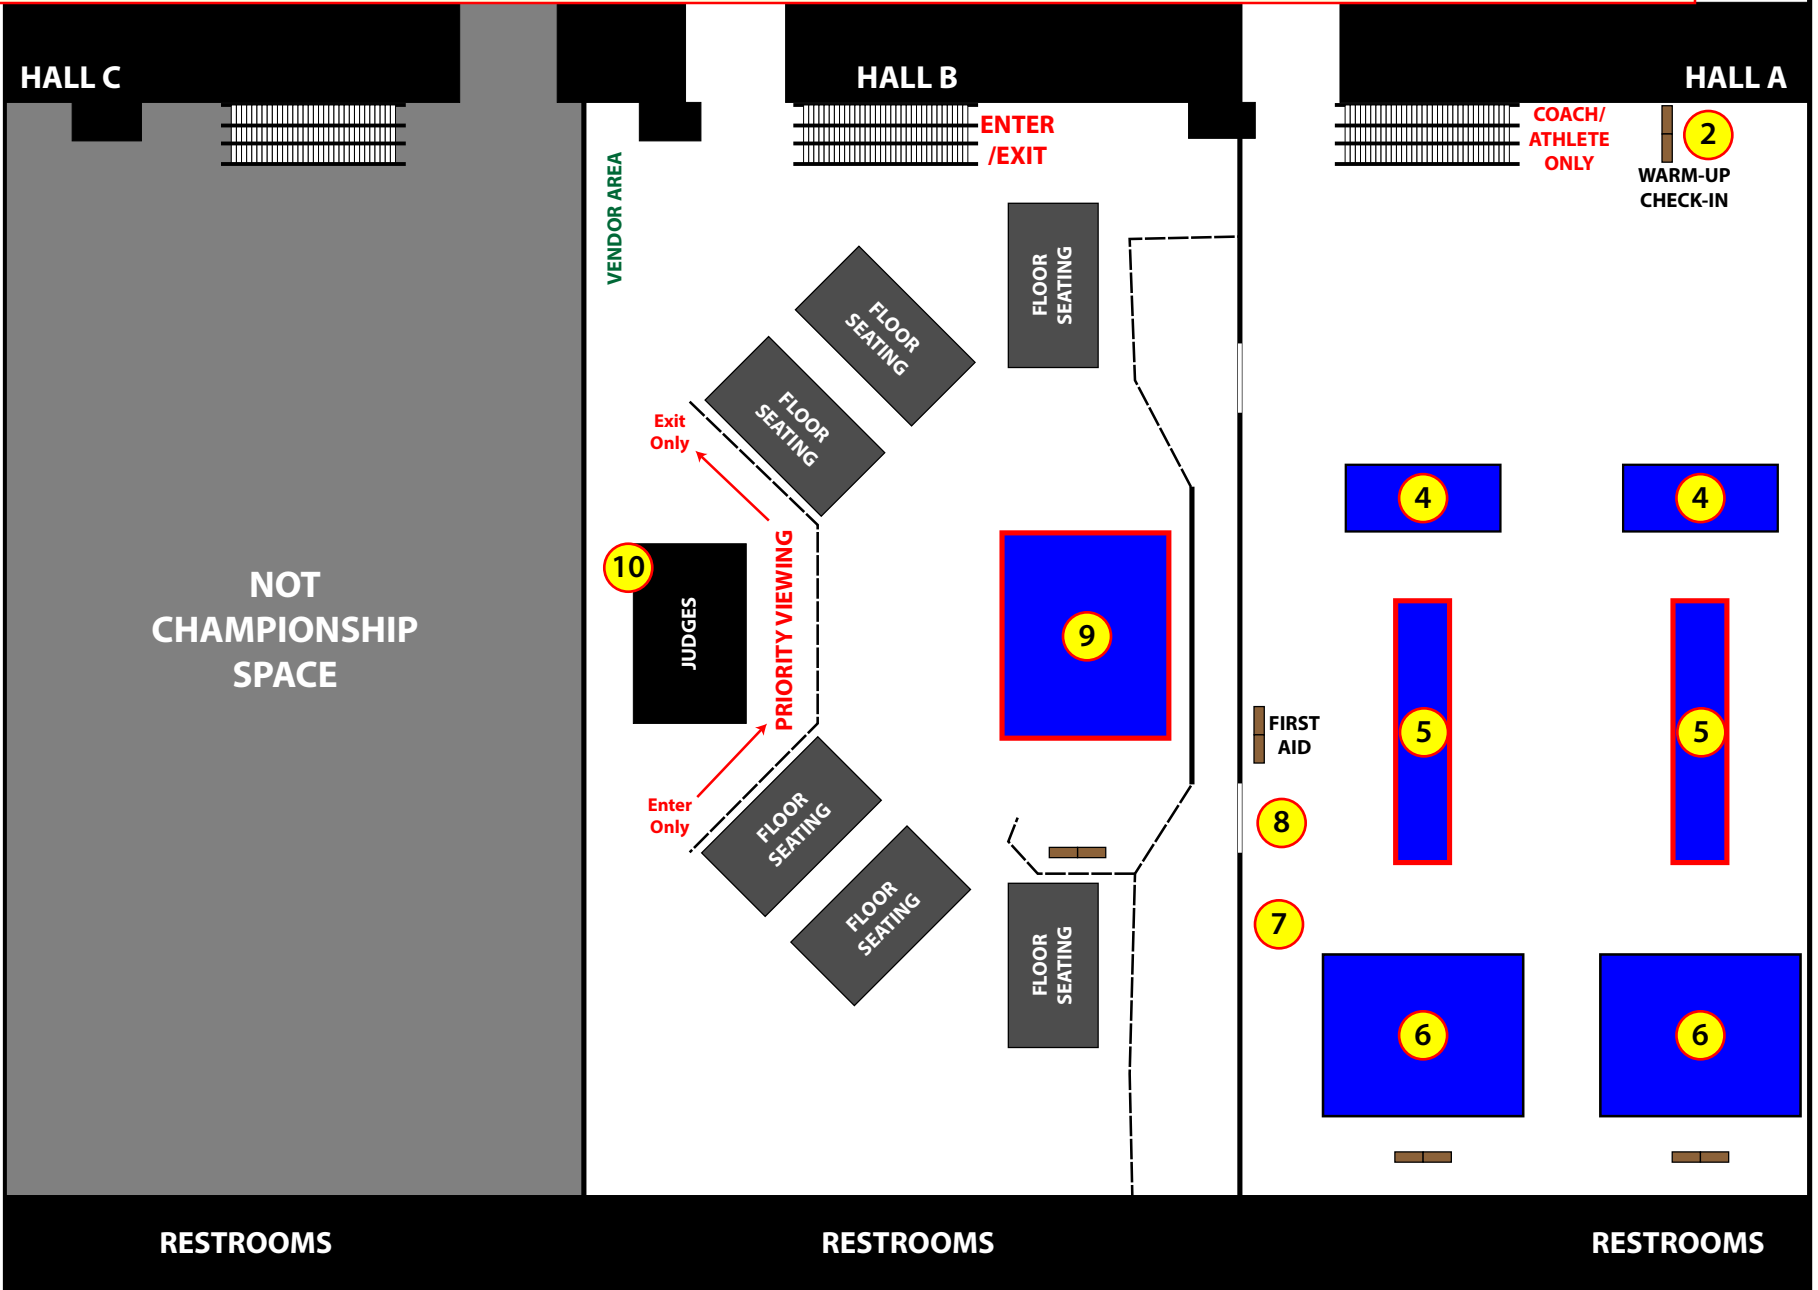 HALL C
HALL B
HALL A
ENTER
/EXIT
COACH/
ATHLETE
ONLY
2
WARM-UP
CHECK-IN
VENDOR AREA
FLOOR
SEATING
FLOOR
SEATING
FLOOR
SEATING
Exit
Only
4
4
NOT
CHAMPIONSHIP
SPACE
10
JUDGES
PRIORITY VIEWING
9
FIRST
AID
5
5
Enter
Only
8
FLOOR
SEATING
FLOOR
SEATING
FLOOR
SEATING
7
6
6
RESTROOMS
RESTROOMS
RESTROOMS